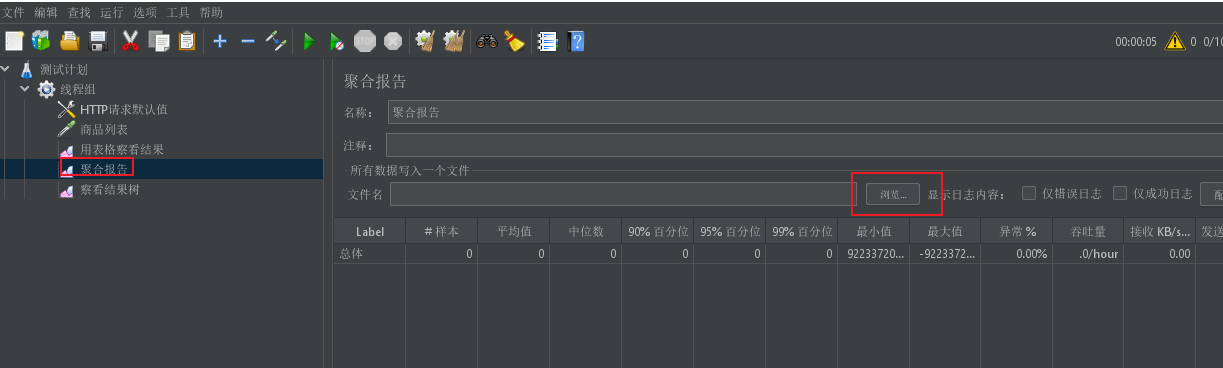 文件 编辑 查找 运行 选项 工具 帮助
STOP
00:00:05 0 0/10
测试计划
线程组
HTTP请求默认值
商品列表
用表格察看结果
聚合报告
察看结果树
聚合报告
名称： 聚合报告
注释：
所有数据写入一个文件
文件名 浏览... 显示日志内容： 仅错误日志 仅成功日志 配
Label # 样本 平均值 中位数 90% 百分位 95% 百分位 99% 百分位 最小值 最大值 异常 % 吞吐量 接收 KB/s... 发送
总体 0 0 0 0 0 0 92233720... -9223372... 0.00% .0/hour 0.00